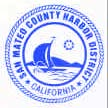 SAN MATEO COUNTY HARBOR DISTRICT
CALIFORNIA